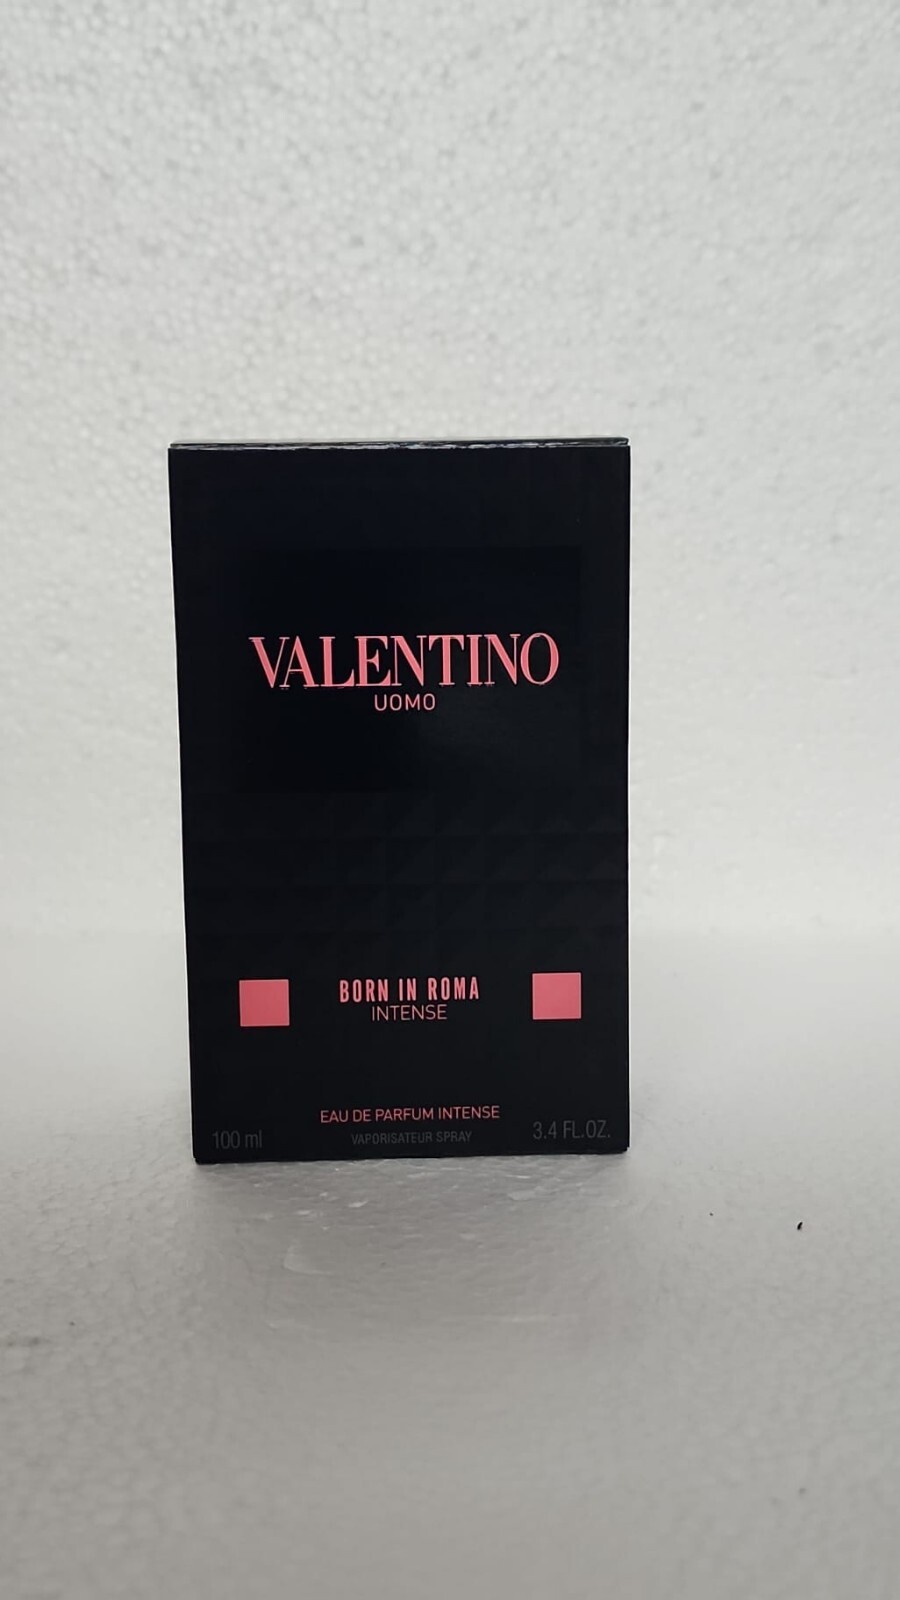 VALENTINO
UOMO
BORN IN ROMA
INTENSE
EAU DE PARFUM INTENSE
100 ml VAPORISATEUR SPRAY 3.4 FL.OZ.